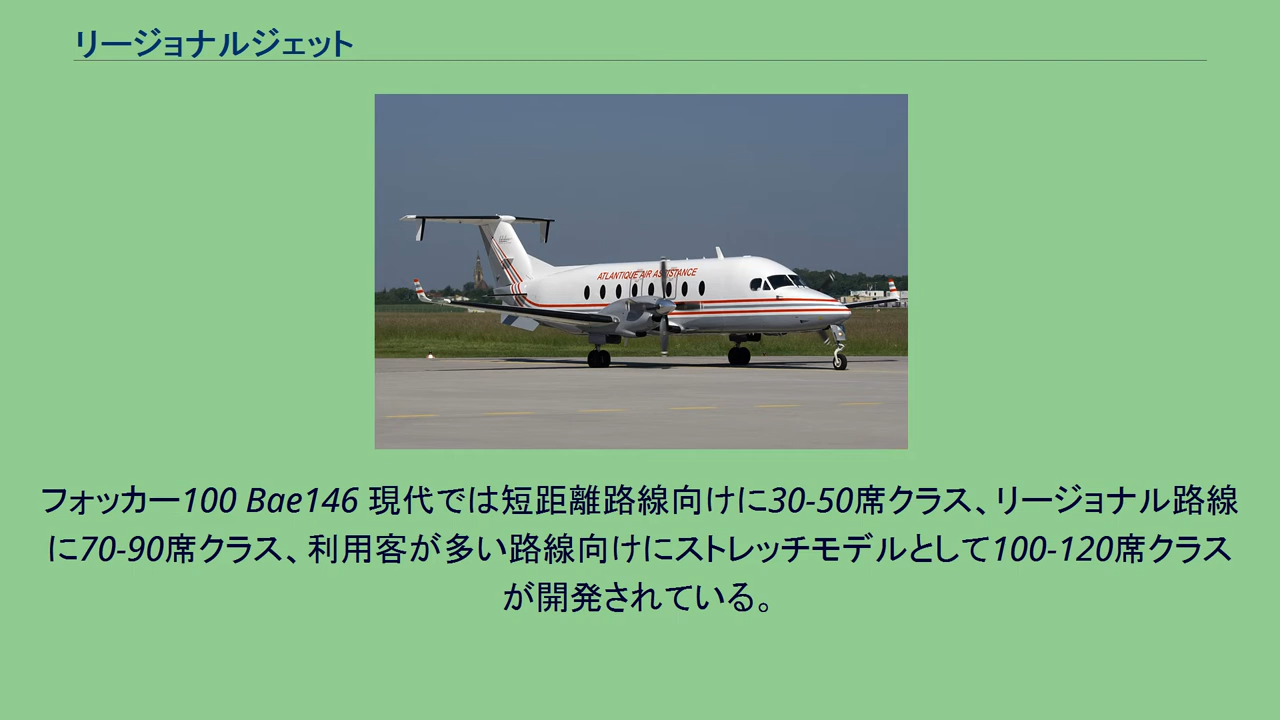 リージョナルジェット
ATLANTIQUE AIR ASSISTANCE
フォッカー100 Bae146 現代では短距離路線向けに30-50席クラス、リージョナル路線
に70-90席クラス、利用客が多い路線向けにストレッチモデルとして100-120席クラス
が開発されている。